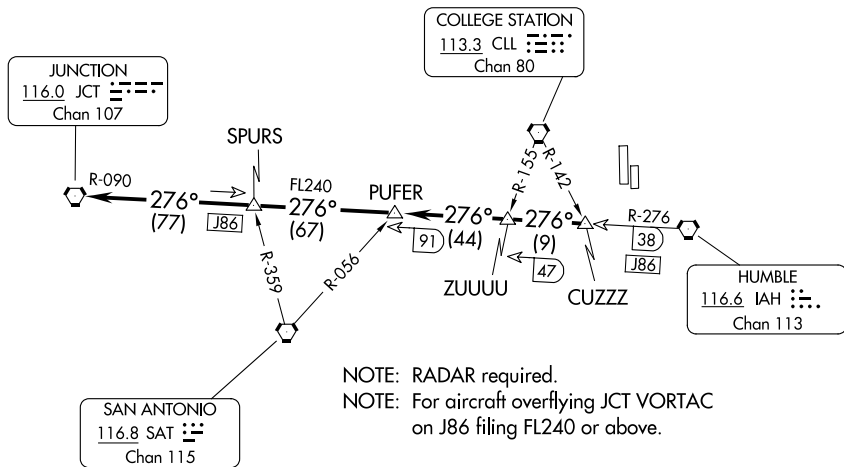 COLLEGE STATION
113.3 CLL
Chan 80
JUNCTION
116.0 JCT
Chan 107
SPURS
R-090
276°
(77)
J86
FL240
276°
(67)
PUFER
91
276°
(44)
R-155
R-142
276°
(9)
47
ZUUUU
CUZZZ
R-276
38
J86
HUMBLE
116.6 IAH
Chan 113
R-359
R-056
SAN ANTONIO
116.8 SAT
Chan 115
NOTE: RADAR required.
NOTE: For aircraft overflying JCT VORTAC
on J86 filing FL240 or above.